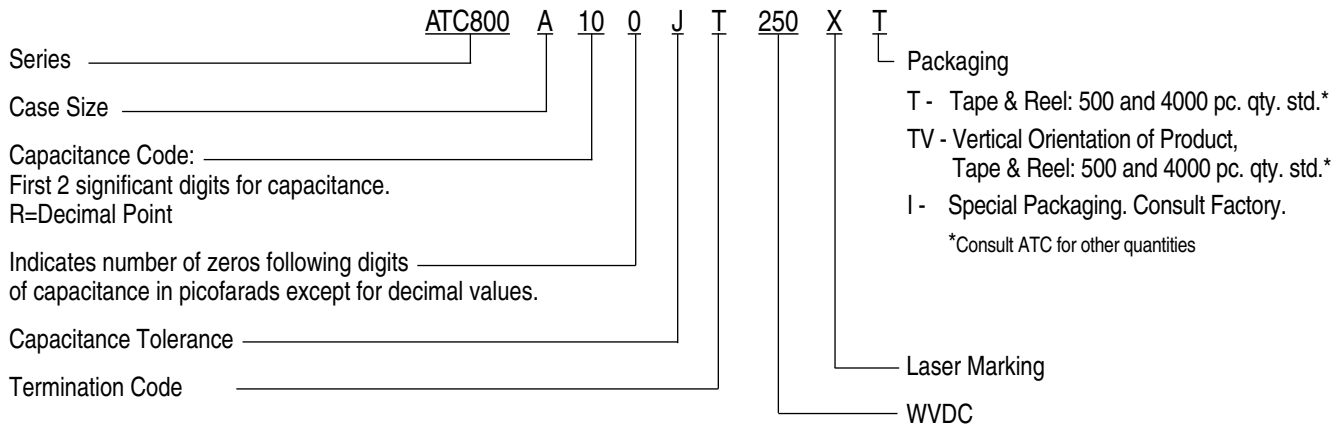 ATC800 A 10 0 J T 250 X T
Series
Case Size
Capacitance Code:
First 2 significant digits for capacitance.
R=Decimal Point
Indicates number of zeros following digits
of capacitance in picofarads except for decimal values.
Capacitance Tolerance
Termination Code
Packaging
T - Tape & Reel: 500 and 4000 pc. qty. std.*
TV - Vertical Orientation of Product,
Tape & Reel: 500 and 4000 pc. qty. std.*
I - Special Packaging. Consult Factory.
*Consult ATC for other quantities
Laser Marking
WVDC